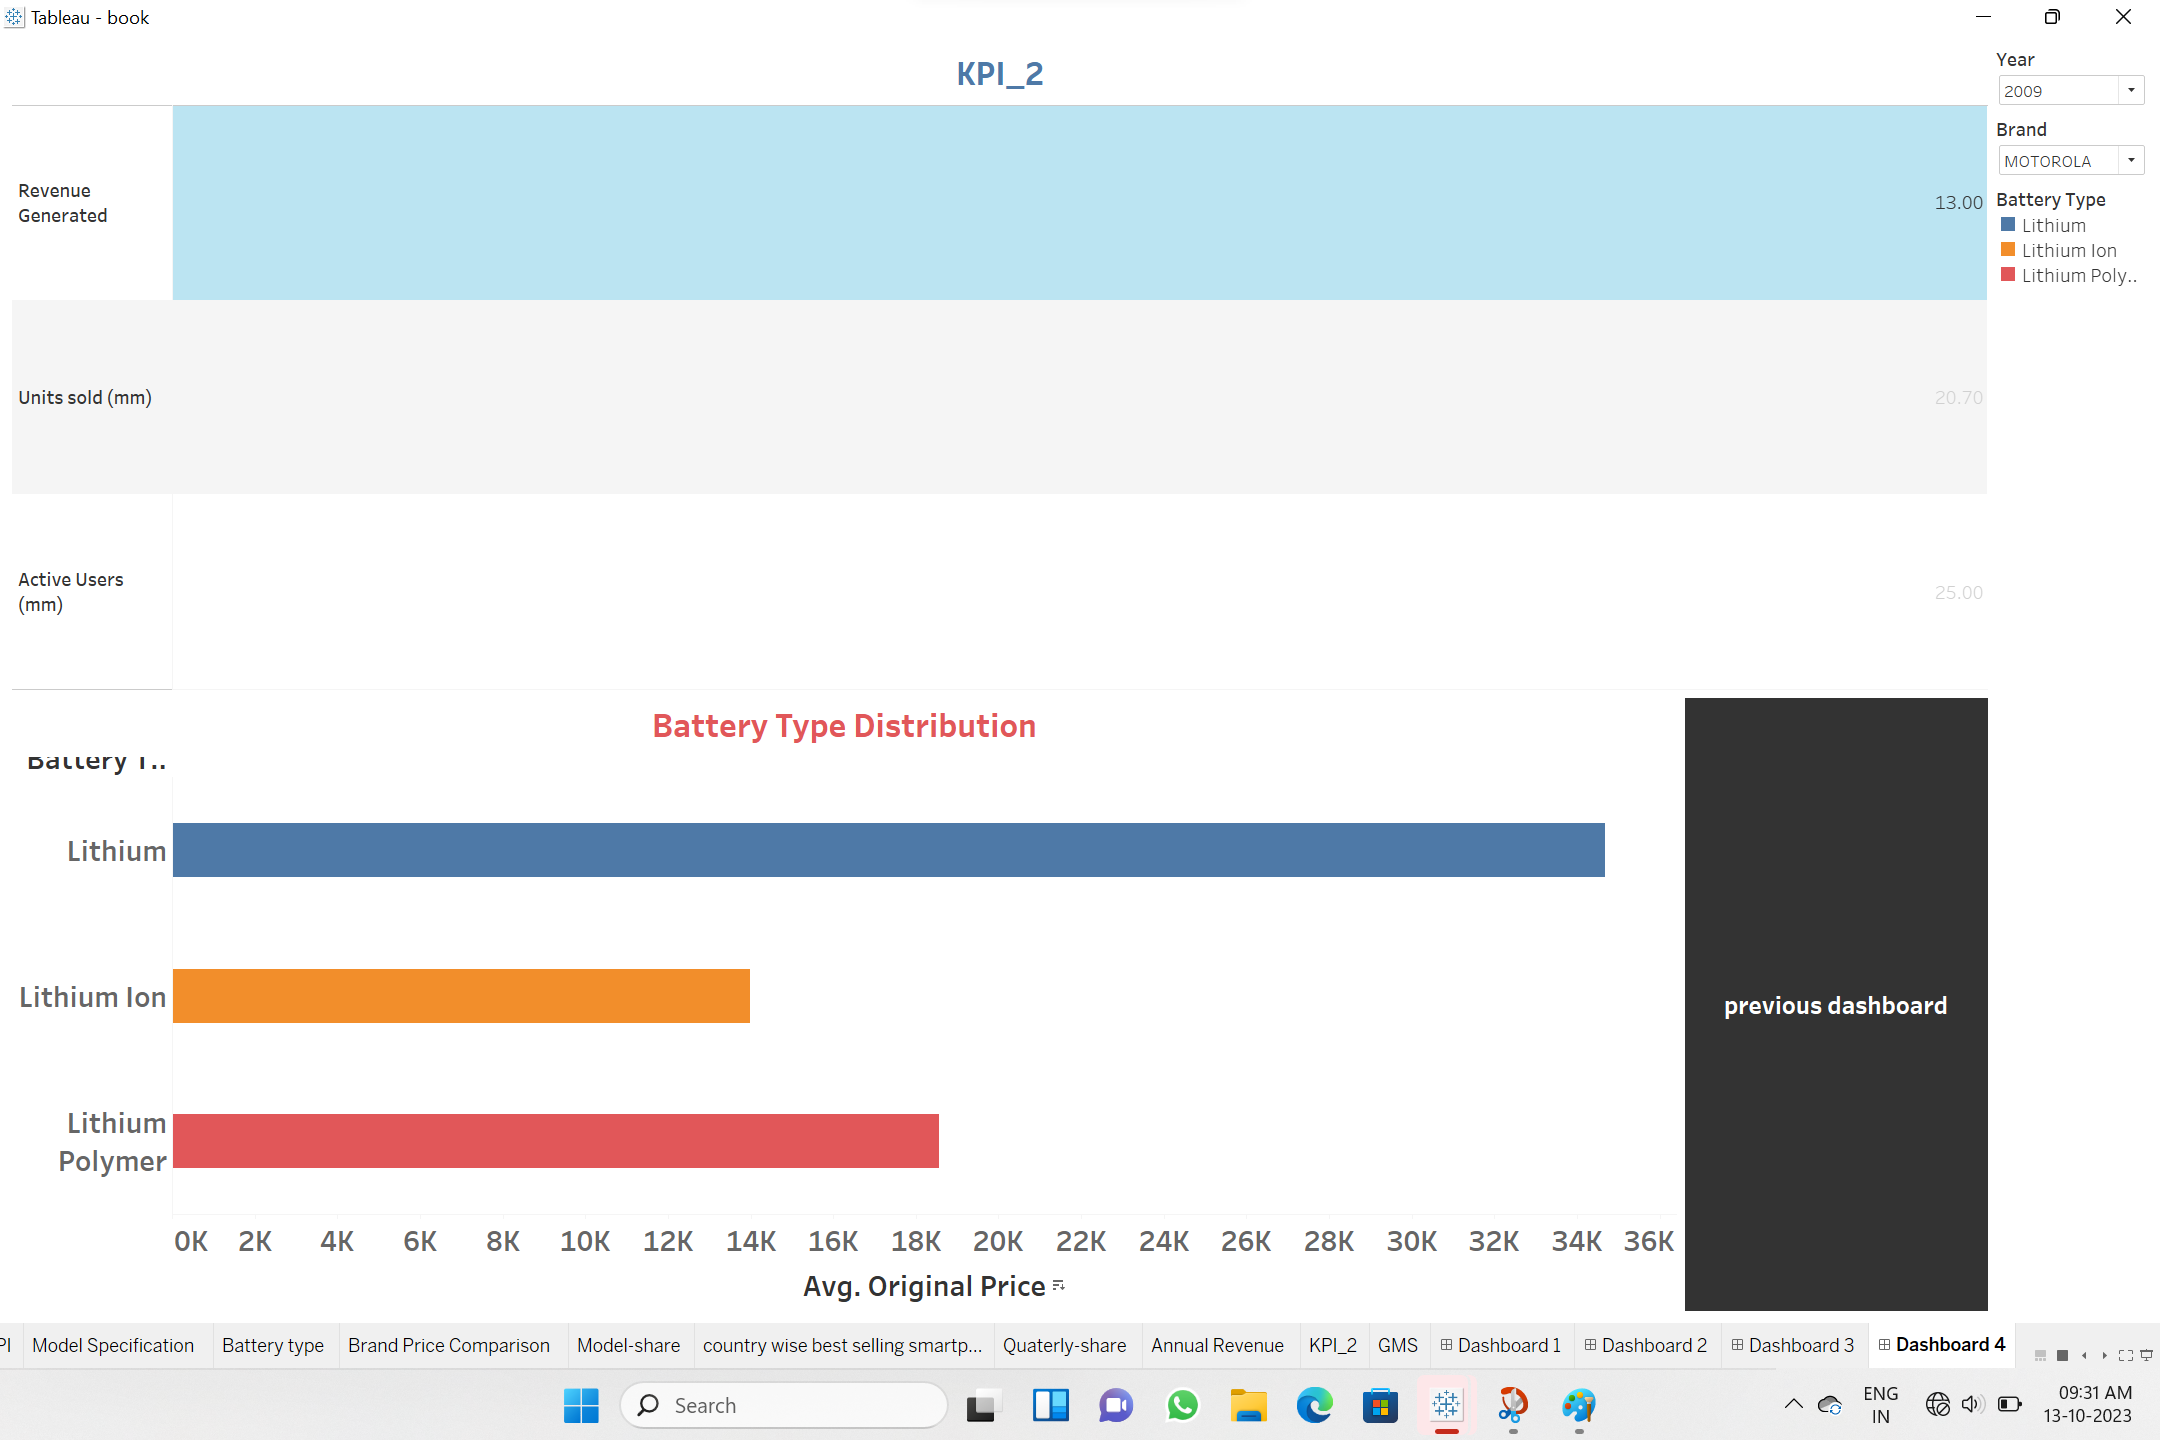 Tableau - book
KPI_2
Year
2009
Brand
MOTOROLA
Battery Type
Lithium
Lithium Ion
Lithium Poly..
Revenue
Generated
13.00
Units sold (mm)
20.70
Active Users
(mm)
25.00
Battery Type Distribution
Battery T..
Lithium
Lithium Ion
Lithium
Polymer
0K 2K 4K 6K 8K 10K 12K 14K 16K 18K 20K 22K 24K 26K 28K 30K 32K 34K 36K
Avg. Original Price
previous dashboard
PI Model Specification Battery type Brand Price Comparison Model-share country wise best selling smartp... Quaterly-share Annual Revenue KPI_2 GMS Dashboard 1 Dashboard 2 Dashboard 3 Dashboard 4
Search
ENG
IN
09:31 AM
13-10-2023